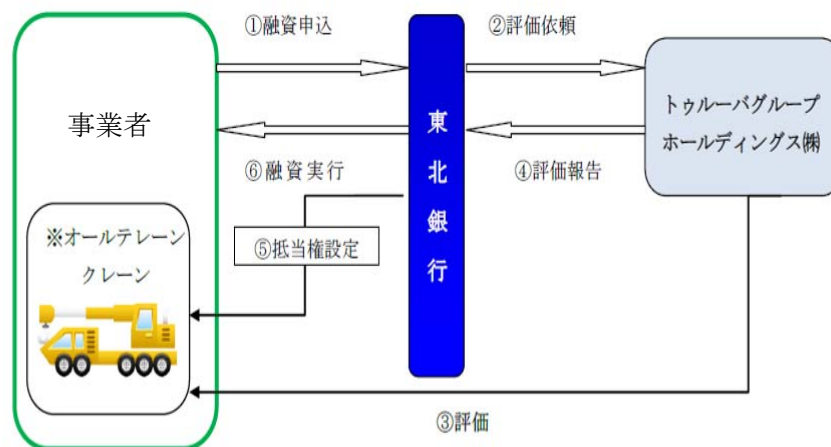 ①融資申込
②評価依頼
事業者
東北銀行
トゥルーバグループ
ホールディングス㈱
⑥融資実行
④評価報告
※オールテレーン
クレーン
⑤抵当権設定
③評価